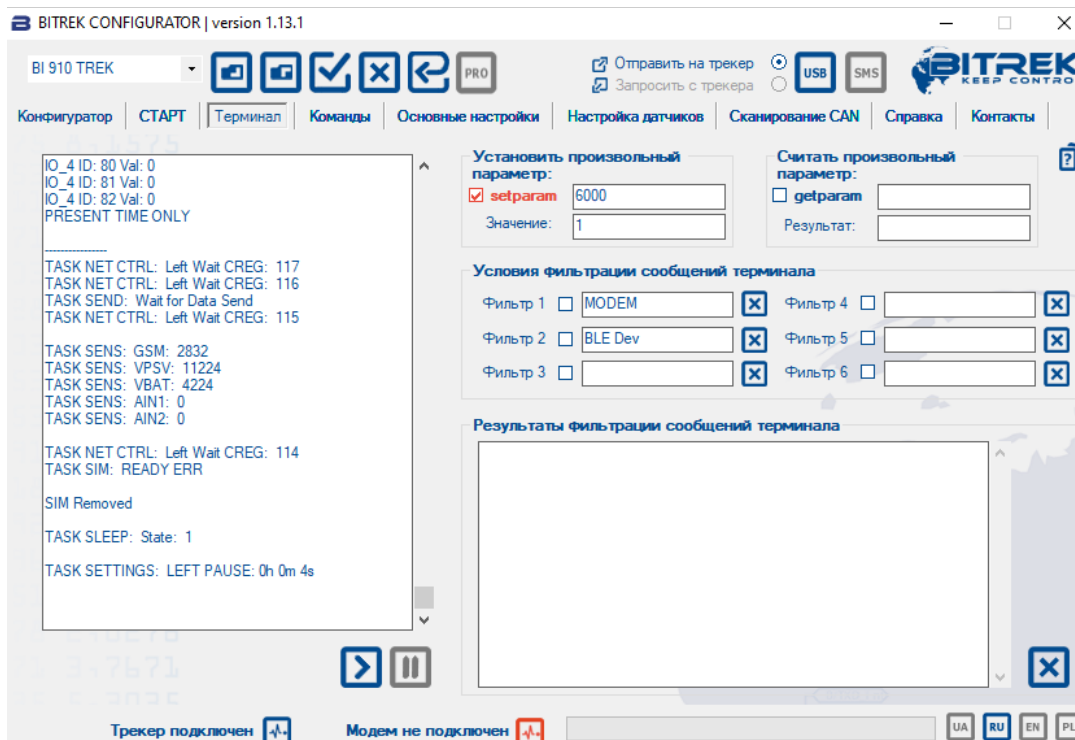 BITREK CONFIGURATOR | version 1.13.1
BI 910 TREK
PRO
Отправить на трекер
Запросить с трекера
USB
SMS
BITREK
KEEP CONTRO
Конфигуратор
СТАРТ
Терминал
Команды
Основные настройки
Настройка датчиков
Сканирование CAN
Справка
Контакты
IO_4 ID: 80 Val: 0
IO_4 ID: 81 Val: 0
IO_4 ID: 82 Val: 0
PRESENT TIME ONLY
----------------
TASK NET CTRL: Left Wait CREG: 117
TASK NET CTRL: Left Wait CREG: 116
TASK SEND: Wait for Data Send
TASK NET CTRL: Left Wait CREG: 115
TASK SENS: GSM: 2832
TASK SENS: VPSV: 11224
TASK SENS: VBAT: 4224
TASK SENS: AIN1: 0
TASK SENS: AIN2: 0
TASK NET CTRL: Left Wait CREG: 114
TASK SIM: READY ERR
SIM Removed
TASK SLEEP: State: 1
TASK SETTINGS: LEFT PAUSE: 0h 0m 4s
Установить произвольный
параметр:
setparam
6000
Значение:
1
Считать произвольный
параметр:
getparam
Результат:
Условия фильтрации сообщений терминала
Фильтр 1
MODEM
Фильтр 4
Фильтр 2
BLE Dev
Фильтр 5
Фильтр 3
Фильтр 6
Результаты фильтрации сообщений терминала
Трекер подключен
Модем не подключен
UA
RU
EN
PL